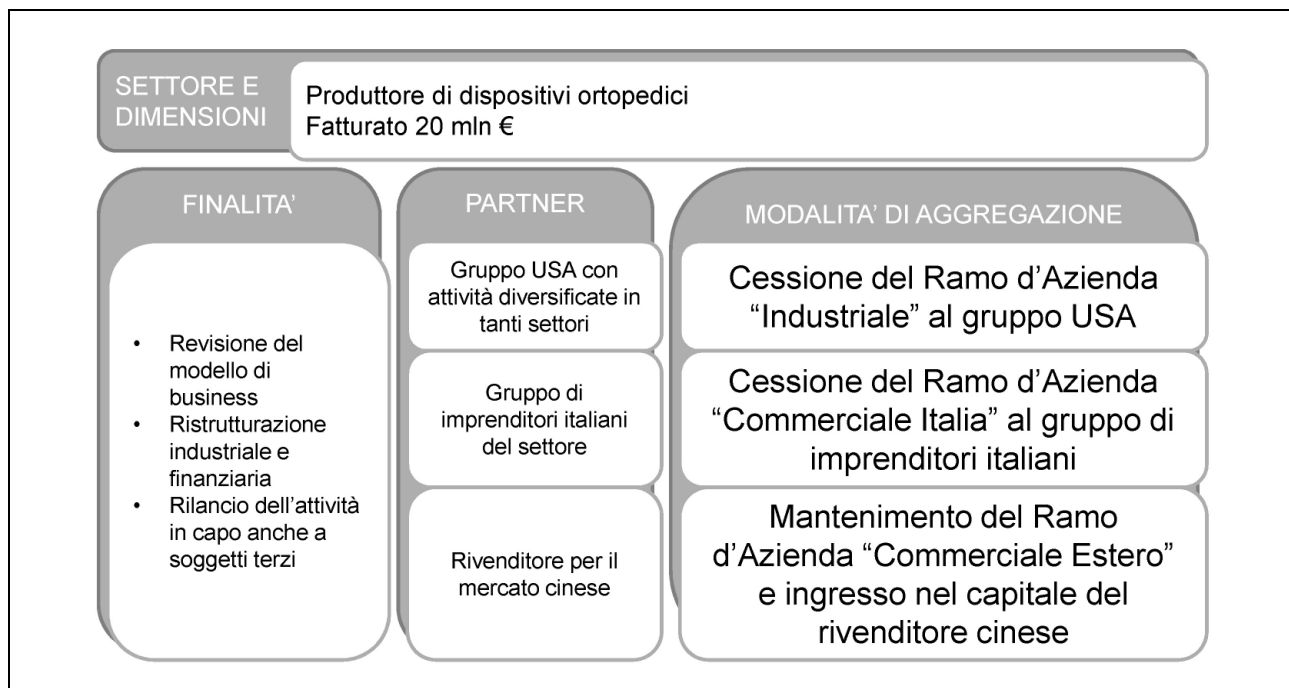 SETTORE E
DIMENSIONI
Produttore di dispositivi ortopedici
Fatturato 20 mln €
FINALITA’
• Revisione del
modello di
business
• Ristrutturazione
industriale e
finanziaria
• Rilancio dell’attività
in capo anche a
soggetti terzi
PARTNER
Gruppo USA con
attività diversificate in
tanti settori
Gruppo di
imprenditori italiani
del settore
Rivenditore per il
mercato cinese
MODALITA’ DI AGGREGAZIONE
Cessione del Ramo d’Azienda
“Industriale” al gruppo USA
Cessione del Ramo d’Azienda
“Commerciale Italia” al gruppo di
imprenditori italiani
Mantenimento del Ramo
d’Azienda “Commerciale Estero”
e ingresso nel capitale del
rivenditore cinese